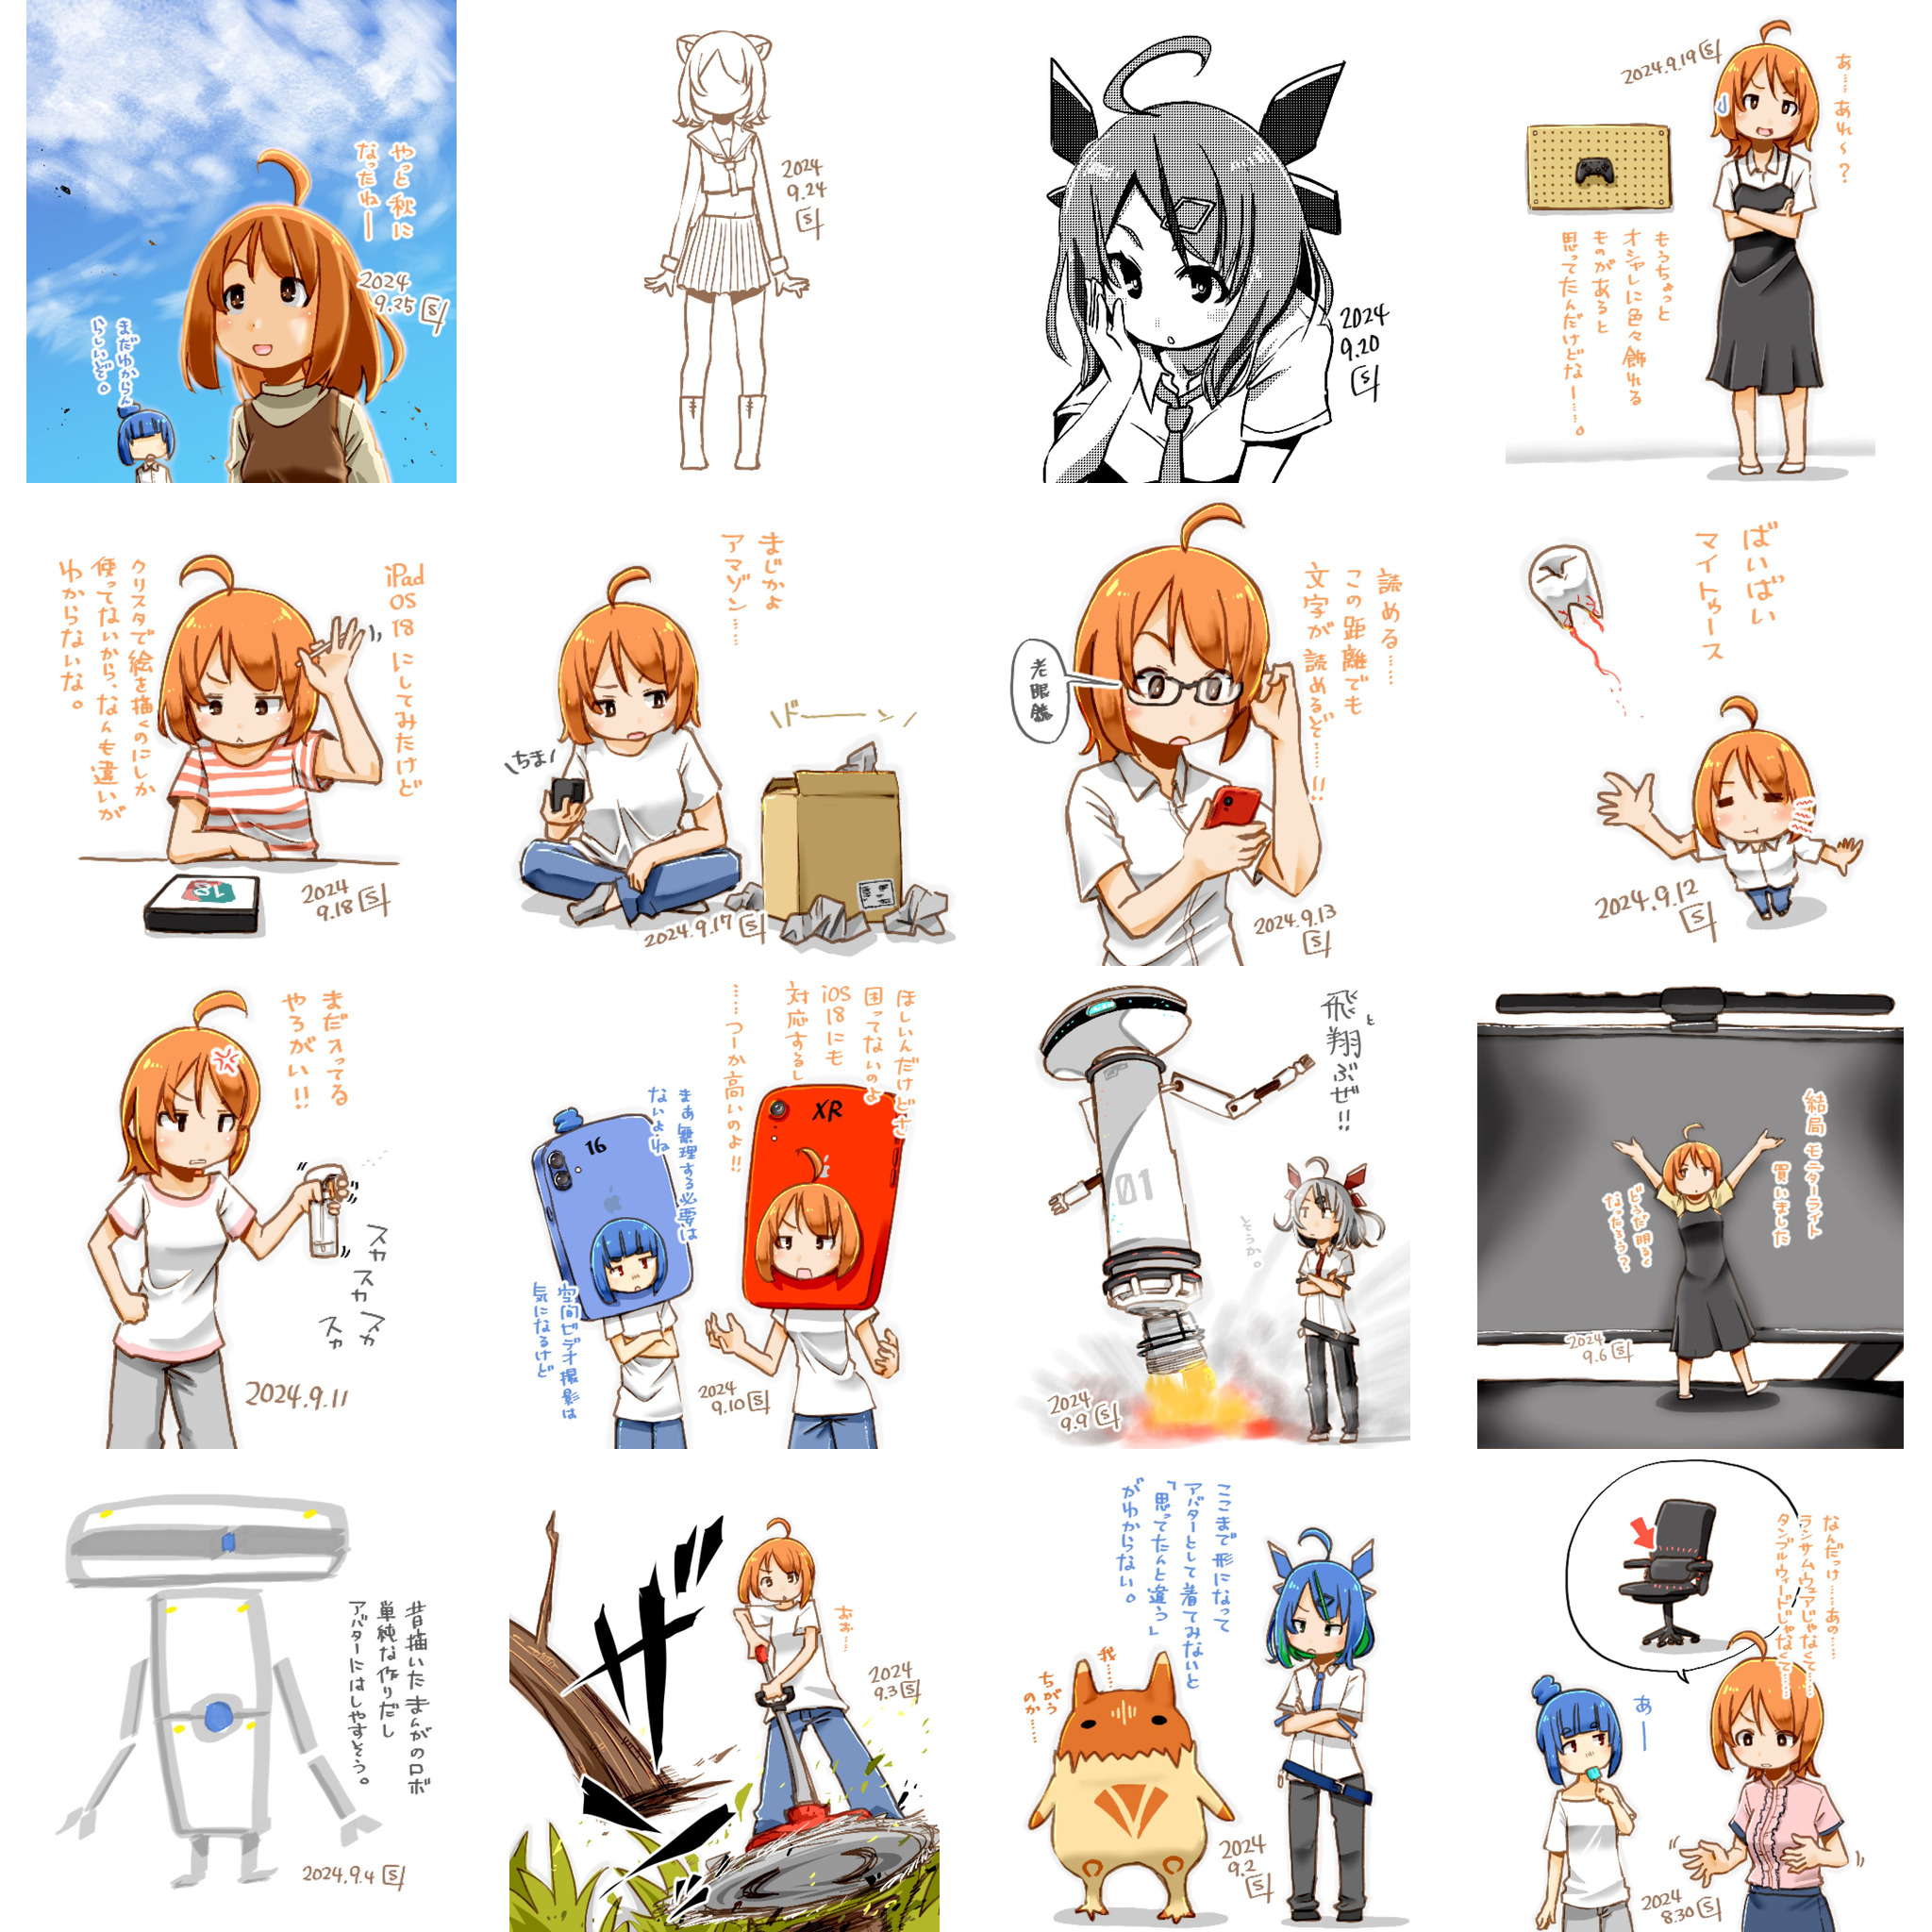 やっと秋に
なったねー
2024
9.25
まだわからん
らしいぞ。
2024
9.24
2024
9.20
2024.9.19
あ……あれ〜?
もうちょっと
オシャレに色々飾れる
ものがあると
思ってたんだけどなー……。
iPad
OS
18にしてみたけど
クリスタで絵を描くのにしか
使ってないから、なんも違いが
わからないな。
18
2024
9.18
まじかよ
アマゾン……
ちま
ドーーン
2024.9.17
読める……
この距離でも
文字が読めるぞ……!!
老眼鏡
2024.9.13
ばいばい
マイトゥース
2024.9.12
まだ入ってる
やろがい!!
スカ
スカ
スカ
スカ
2024.9.11
ほしいんだけどさ
困ってないのよ
iOS
18にも
対応するし
……つーか高いのよ!!
XR
16
まぁ無理する必要は
ないよね
空間ビデオ撮影は
気になるけど
2024
9.10
飛翔ぶぜ!!
と
01
そうか。
2024
9.9
結局モニターライト
買いました
どうだ明るく
なったろう?
2024
9.6
昔描いたまんがのロボ
単純な作りだし
アバターにはしやすそう。
2024.9.4
ザ
おお…
2024
9.3
ここまで形になって
アバターとして着てみないと
「思ってたんと違う」
がわからない。
我……
ちがう
のか……
2024
9.2
なんだっけ……あの……
ランサムウェアじゃなくて……
タンブルウィードじゃなくて……
あー
2024
8.30